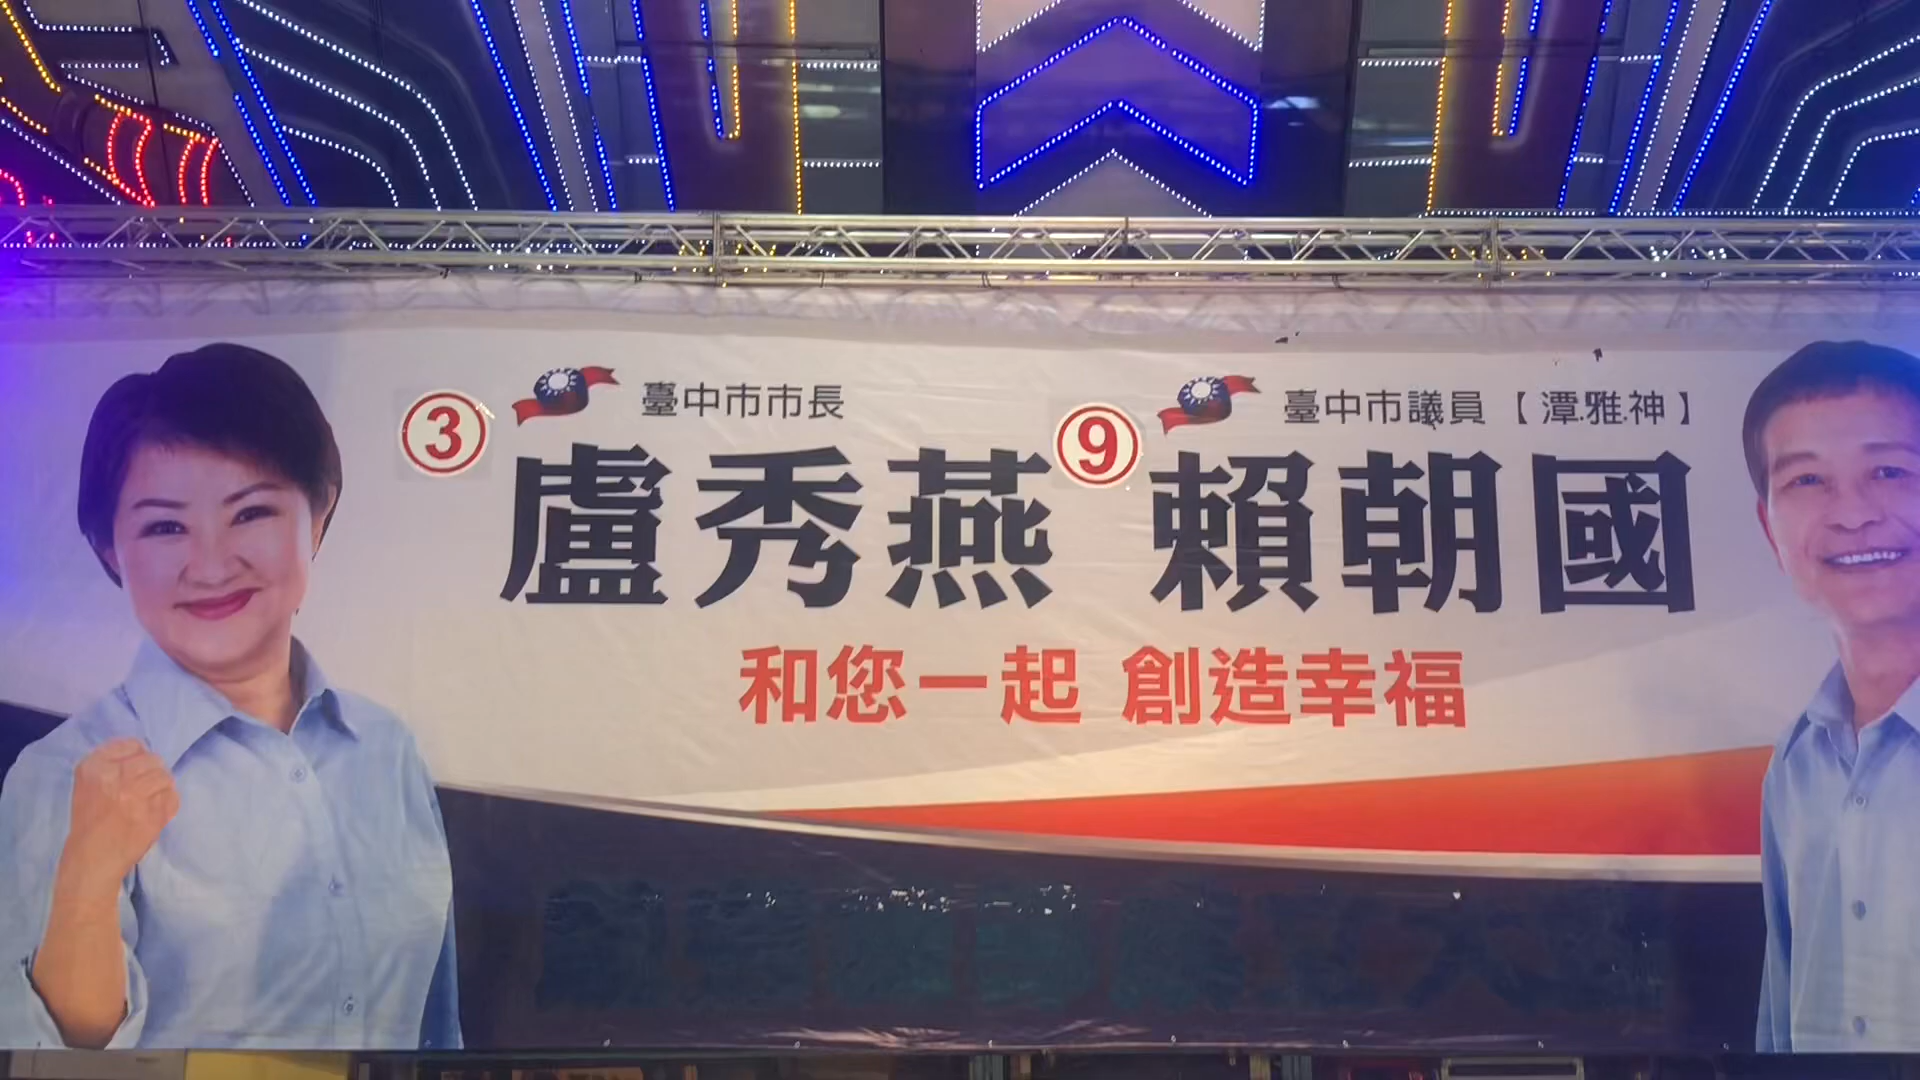 ③ 臺中市市長
盧秀燕
⑨ 臺中市議員【潭.雅.神】
賴朝國
和您一起 創造幸福